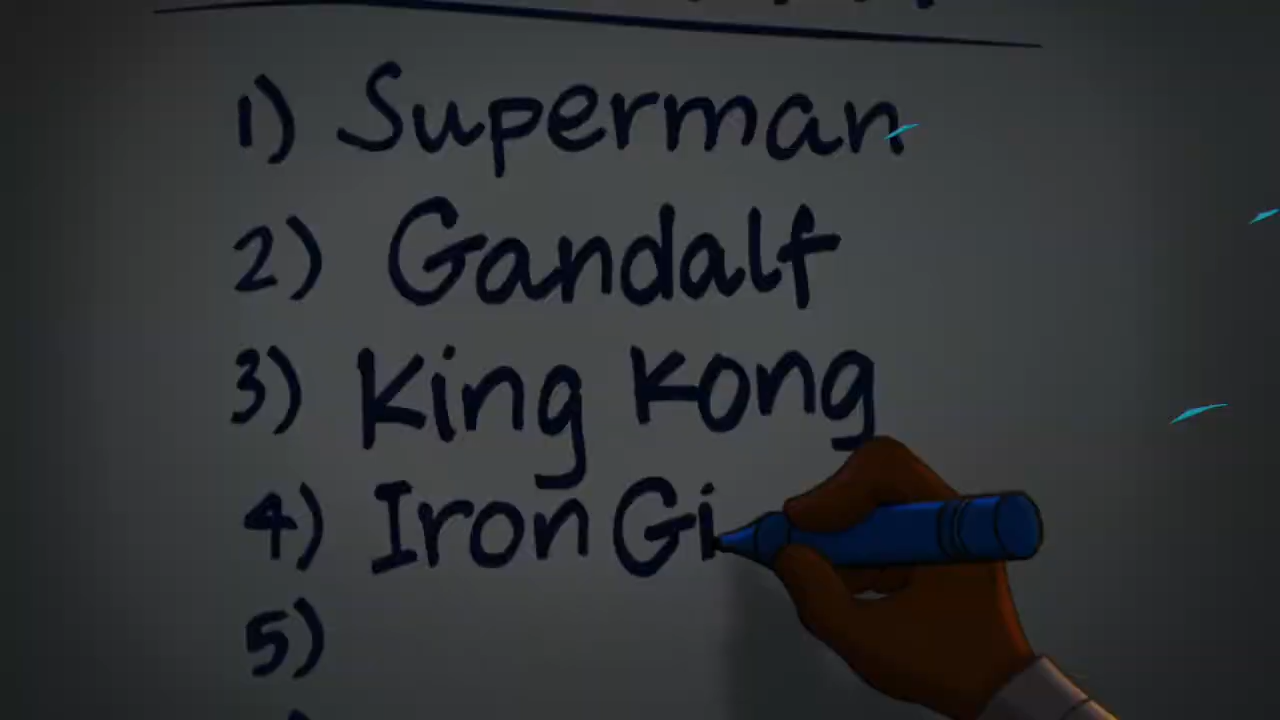 1) Superman
2) Gandalf
3) King Kong
4) Iron Gi
5)